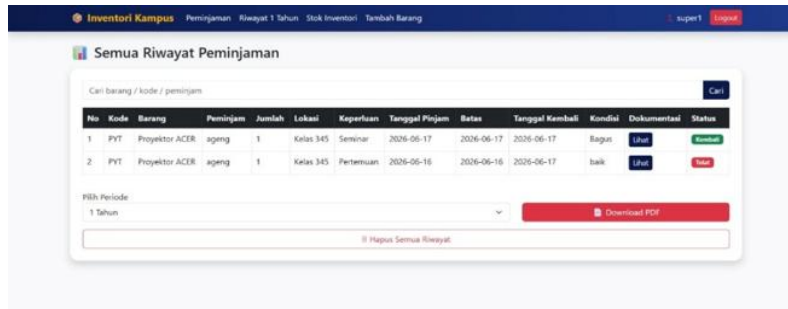 Inventori Kampus Peminjaman Riwayat 1 Tahun Stok Inventori Tambah Barang super1 Logout
Semua Riwayat Peminjaman
Cari barang / kode / peminjam Cari
No Kode Barang Peminjam Jumlah Lokasi Keperluan Tanggal Pinjam Batas Tanggal Kembali Kondisi Dokumentasi Status
1 PYT Proyektor ACER ageng 1 Kelas 345 Seminar 2026-06-17 2026-06-17 2026-06-17 Bagus Lihat Kembali
2 PYT Proyektor ACER ageng 1 Kelas 345 Pertemuan 2026-06-16 2026-06-16 2026-06-17 baik Lihat Telat
Pilih Periode
1 Tahun Download PDF
Hapus Semua Riwayat